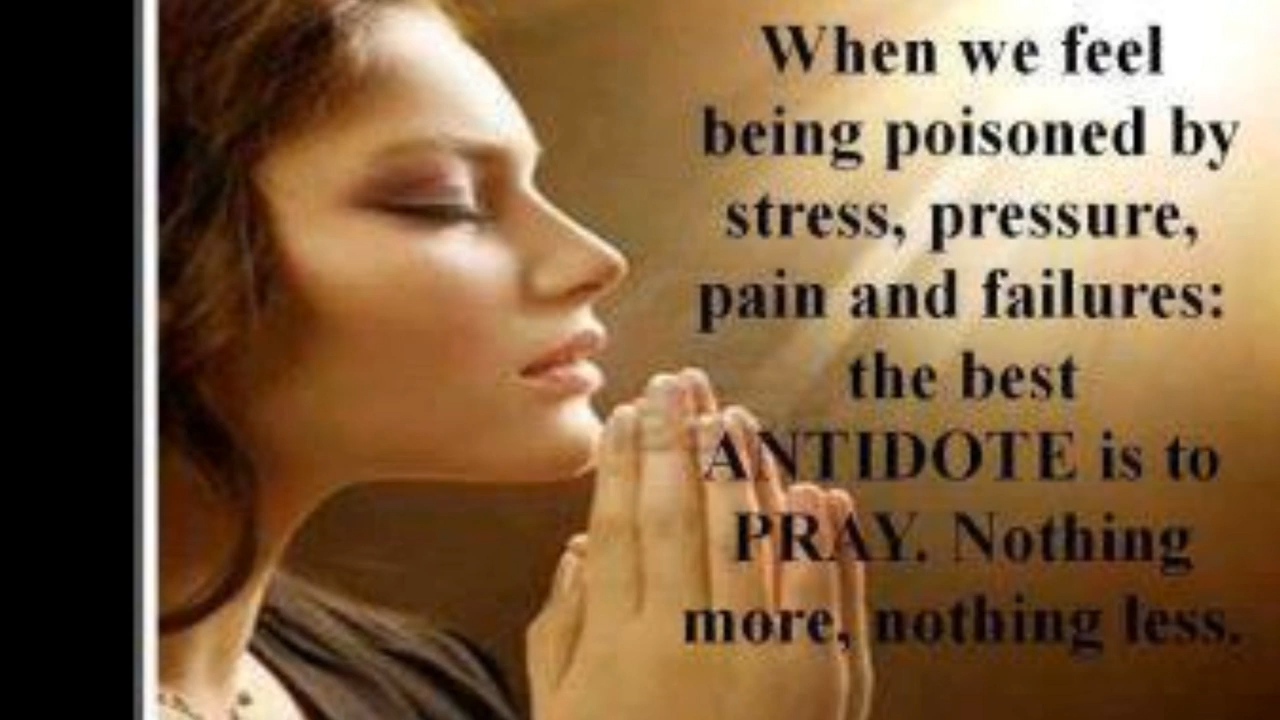 When we feel
being poisoned by
stress, pressure,
pain and failures:
the best
ANTIDOTE is to
PRAY. Nothing
more, nothing less.